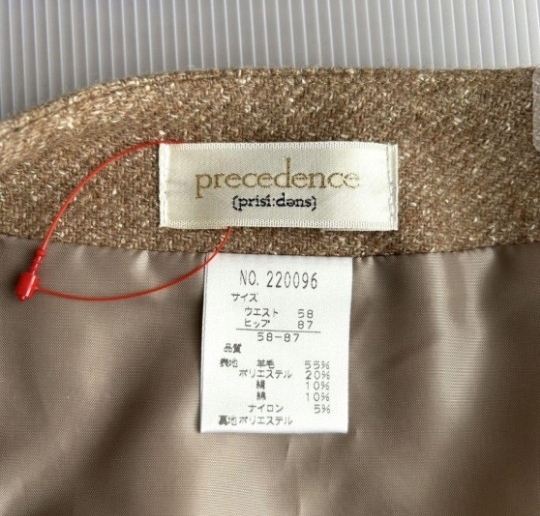 precedence
(prisí:dəns)
NO. 220096
サイズ
ウエスト 58
ヒップ 87
58-87
品質
表地 羊毛 55%
ポリエステル 20%
絹 10%
綿 10%
ナイロン 5%
裏地 ポリエステル